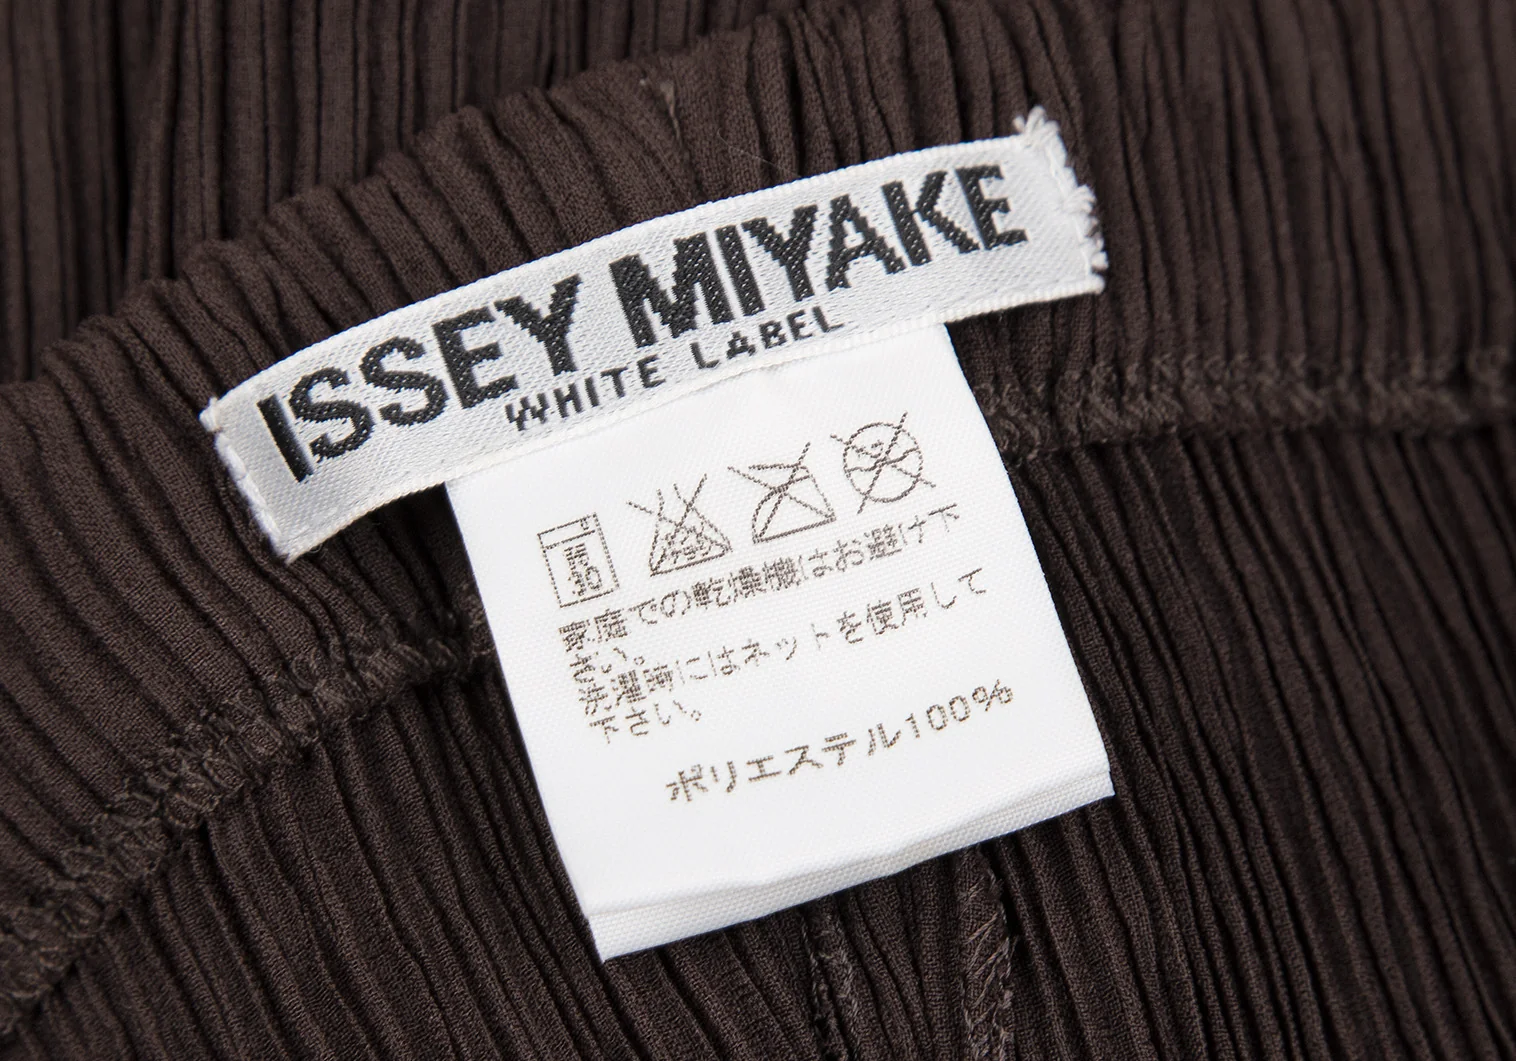 ISSEY MIYAKE
WHITE LABEL
家庭での乾燥機はお避け下
さい。
洗濯時にはネットを使用して
下さい。
ポリエステル100%